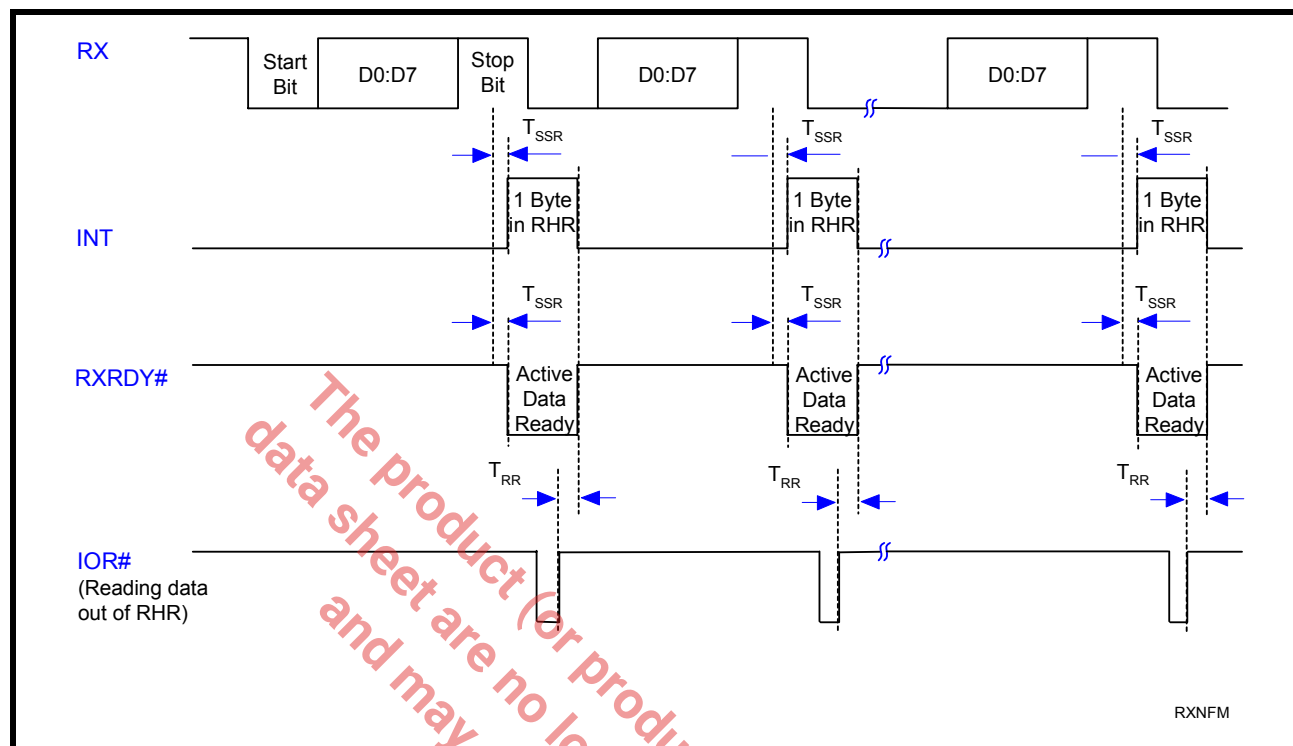 RX
Start
Bit
D0:D7
Stop
Bit
D0:D7
D0:D7
TSSR
TSSR
TSSR
INT
1 Byte
in RHR
1 Byte
in RHR
1 Byte
in RHR
TSSR
TSSR
TSSR
RXRDY#
Active
Data
Ready
Active
Data
Ready
Active
Data
Ready
TRR
TRR
TRR
IOR#
(Reading data
out of RHR)
The product (or produ
data sheet are no lo
and may
RXNFM